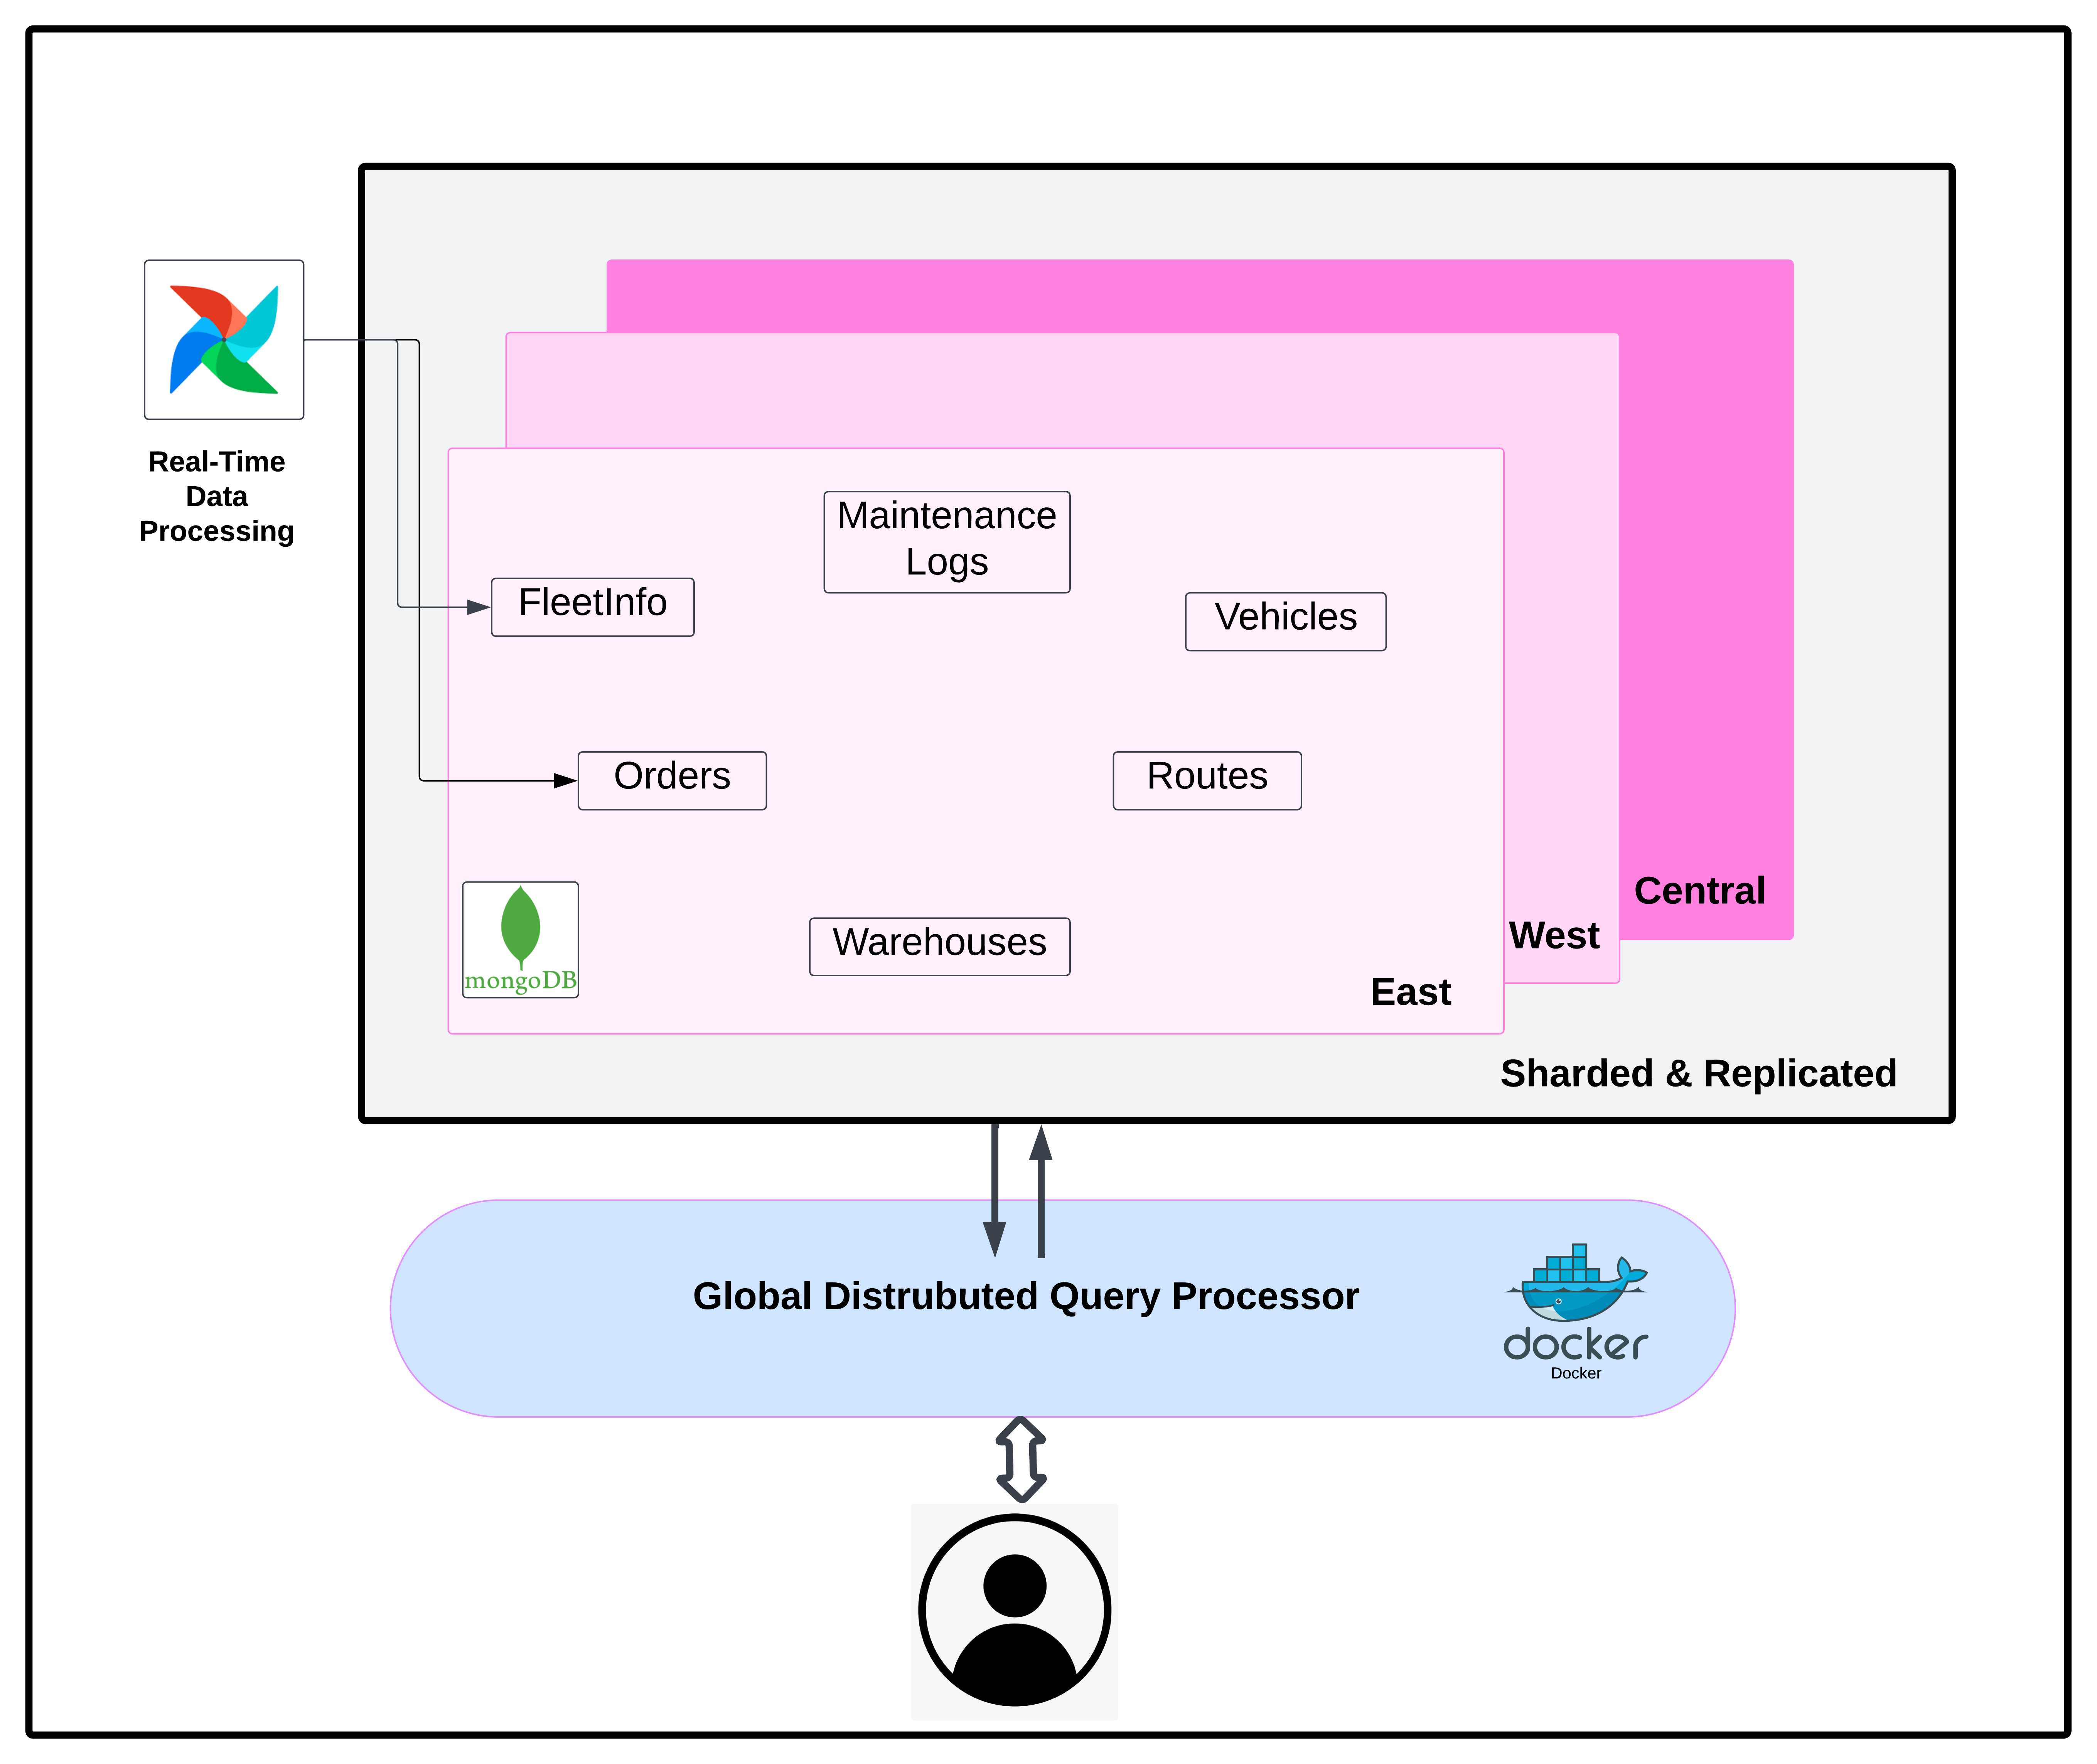 Real-Time
Data
Processing
Maintenance
Logs
FleetInfo
Vehicles
Orders
Routes
Central
West
mongoDB
Warehouses
East
Sharded & Replicated
Global Distrubuted Query Processor
docker
Docker